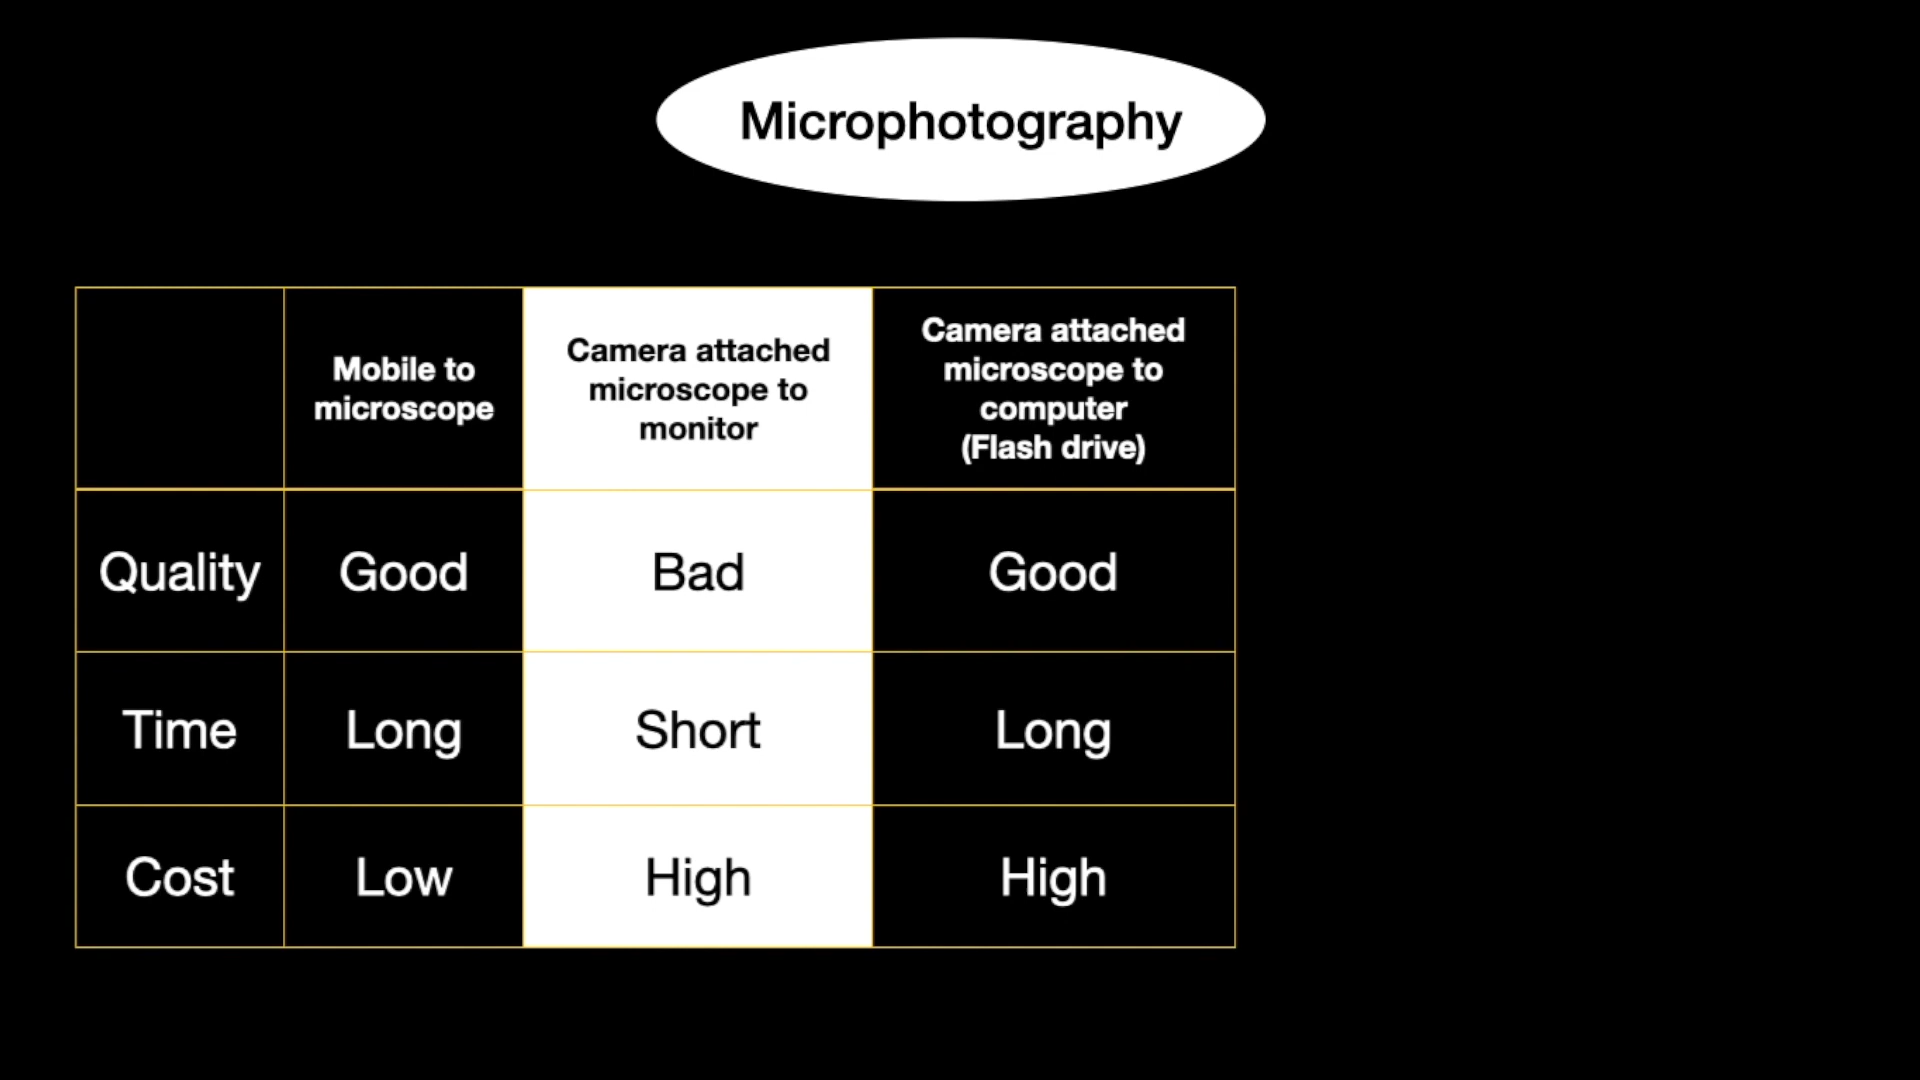 Microphotography
Mobile to
microscope
Camera attached
microscope to
monitor
Camera attached
microscope to
computer
(Flash drive)
Quality Good Bad Good
Time Long Short Long
Cost Low High High